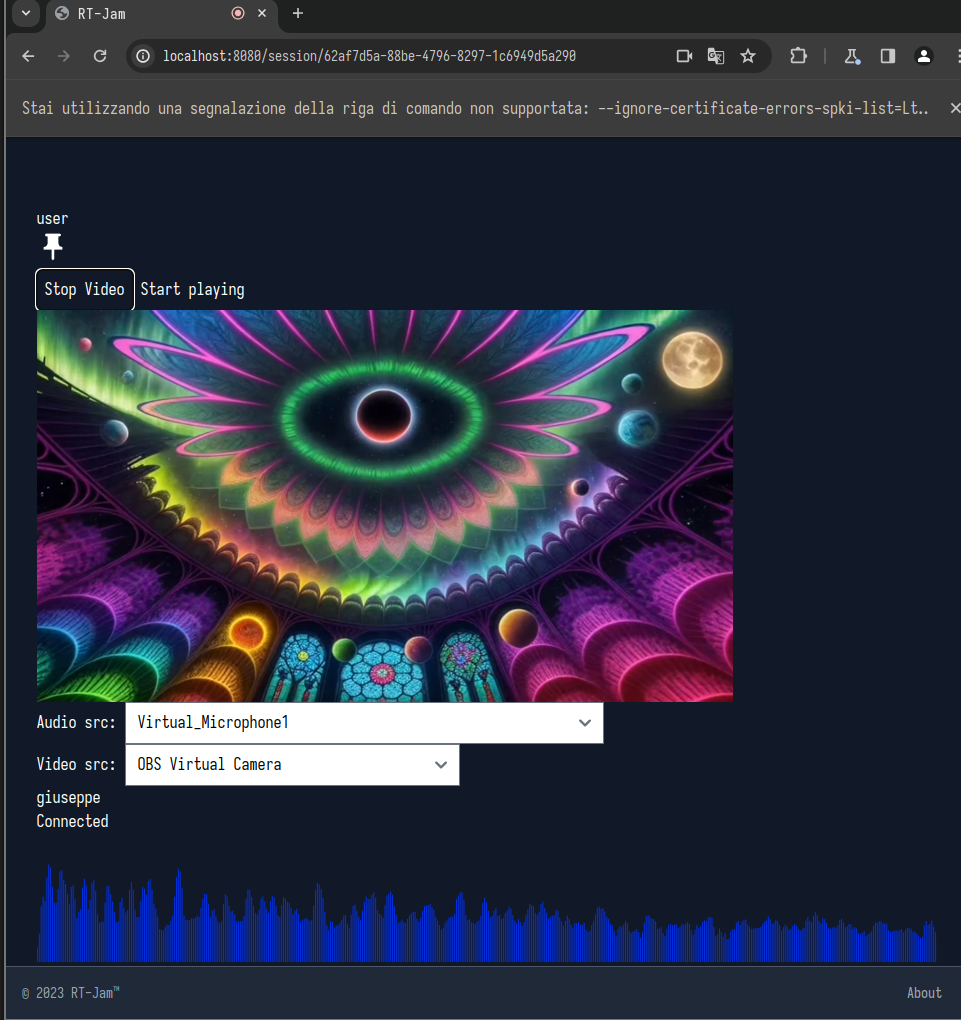 RT-Jam
localhost:8080/session/62af7d5a-88be-4796-8297-1c6949d5a290
Stai utilizzando una segnalazione della riga di comando non supportata: --ignore-certificate-errors-spki-list=Lt..
user
Stop Video Start playing
Audio src: Virtual_Microphone1
Video src: OBS Virtual Camera
giuseppe
Connected
© 2023 RT-Jam™ About